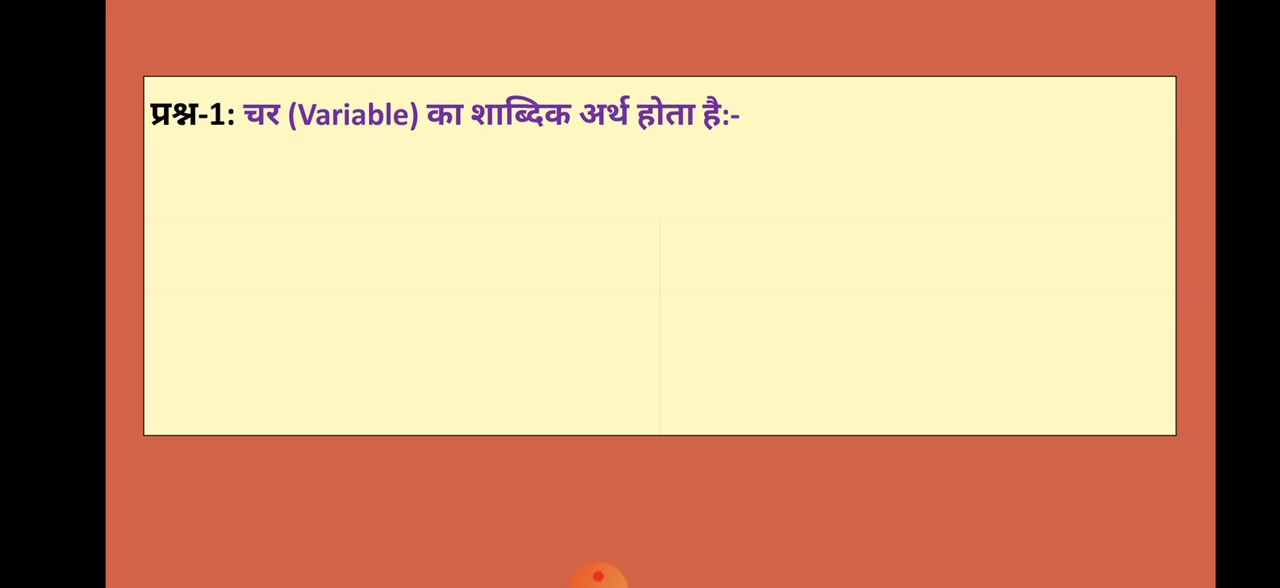 प्रश्न-1: चर (Variable) का शाब्दिक अर्थ होता है:-